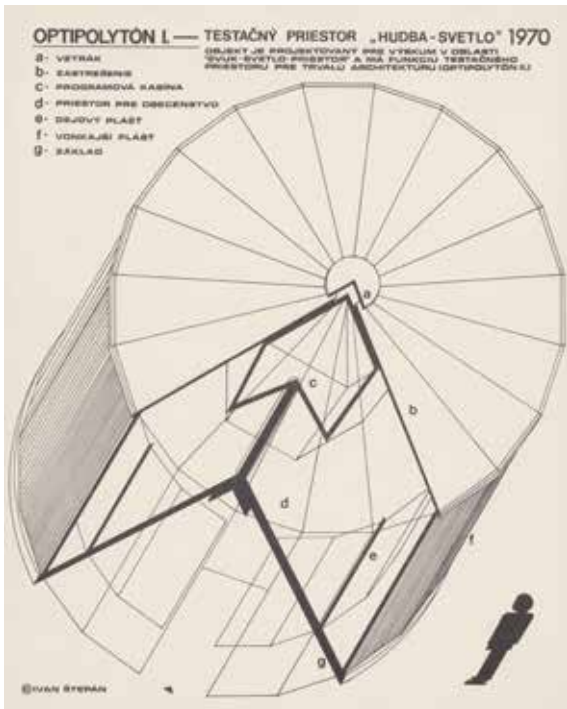 OPTIPOLYTÓN I. — TESTAČNÝ PRIESTOR „HUDBA-SVETLO" 1970
OBJEKT JE PROJEKTOVANÝ PRE VÝSKUM V OBLASTI
"ZVUK-SVETLO-PRIESTOR" A MÁ FUNKCIU TESTAČNÉHO
PRIESTORU PRE TRVALÚ ARCHITEKTÚRU (OPTIPOLYTÓN II.)
a- VETRÁK
b- ZASTREŠENIE
c- PROGRAMOVÁ KABÍNA
d- PRIESTOR PRE OBECENSTVO
e- DEJOVÝ PLÁŠŤ
f- VONKAJŠÍ PLÁŠŤ
g- ZÁKLAD
a
c
b
d
e
f
g
©IVAN ŠTEPÁN